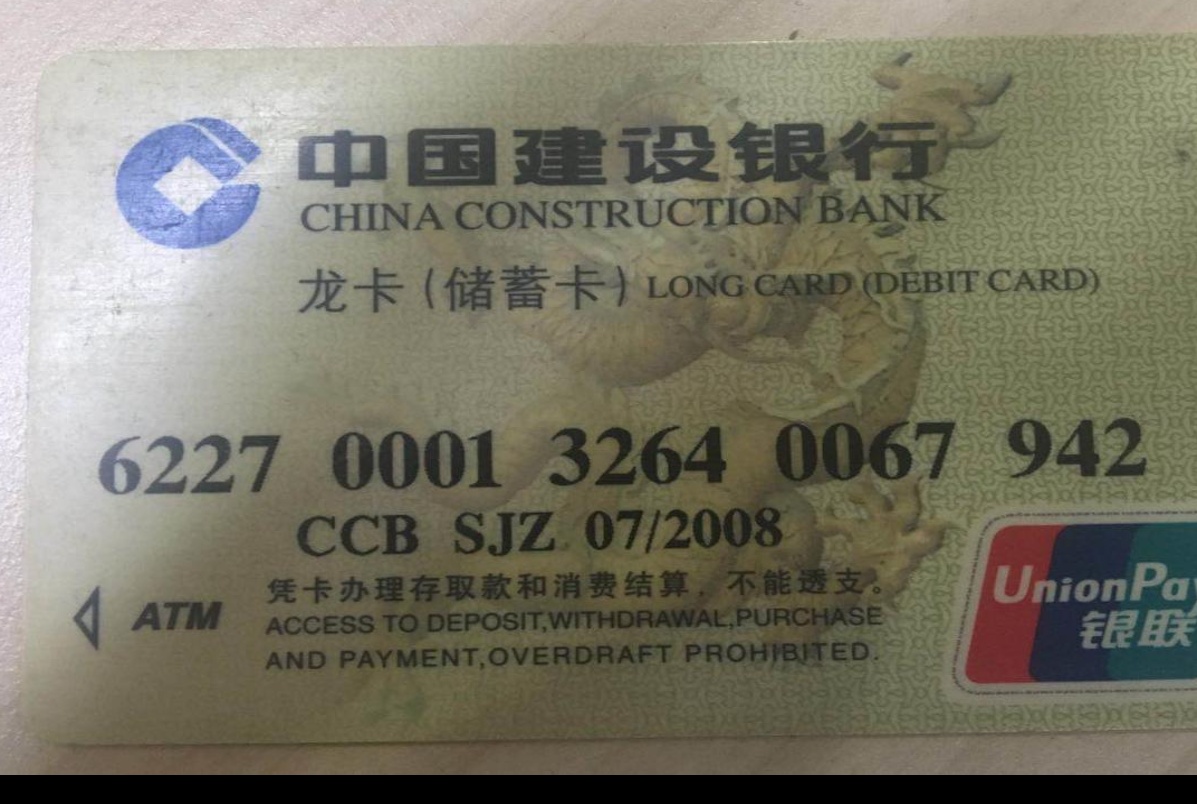 中国建设银行
CHINA CONSTRUCTION BANK
龙卡(储蓄卡) LONG CARD (DEBIT CARD)
6227 0001 3264 0067 942
CCB SJZ 07/2008
凭卡办理存取款和消费结算，不能透支。
ATM
ACCESS TO DEPOSIT,WITHDRAWAL,PURCHASE
AND PAYMENT,OVERDRAFT PROHIBITED.
UnionPay
银联